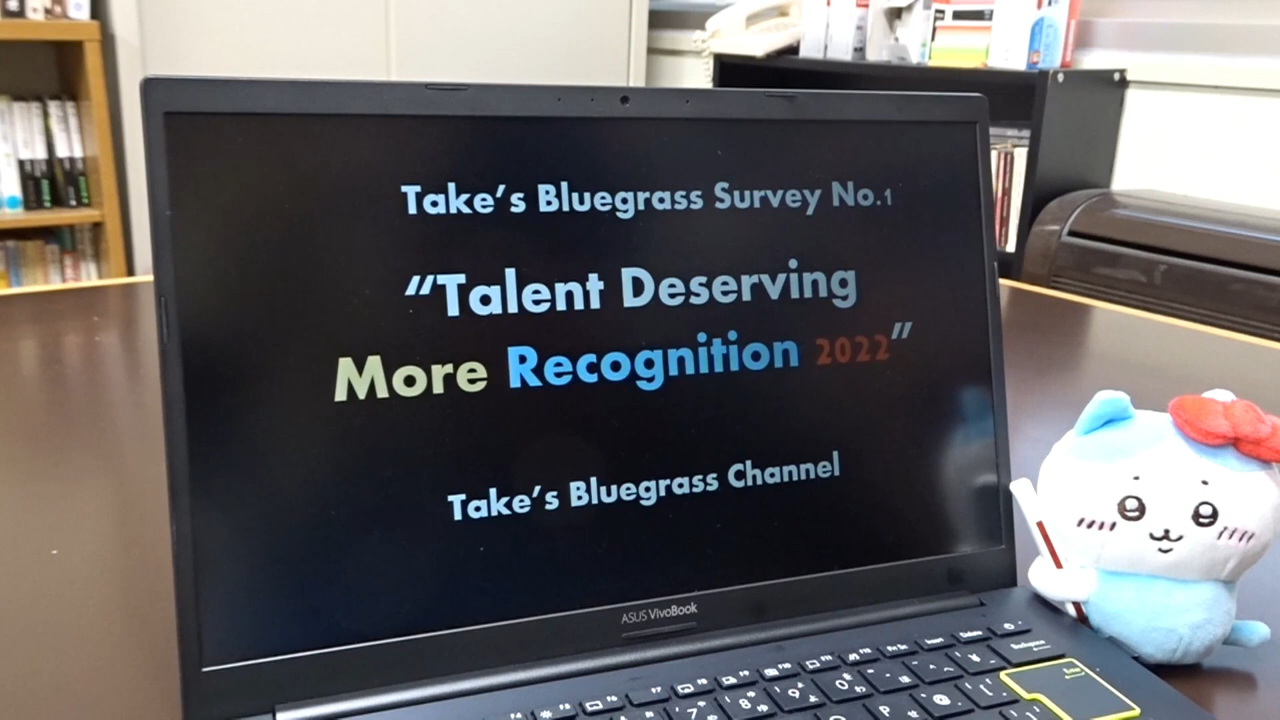 Take's Bluegrass Survey No.1
“Talent Deserving
More Recognition 2022”
Take's Bluegrass Channel
ASUS VivoBook